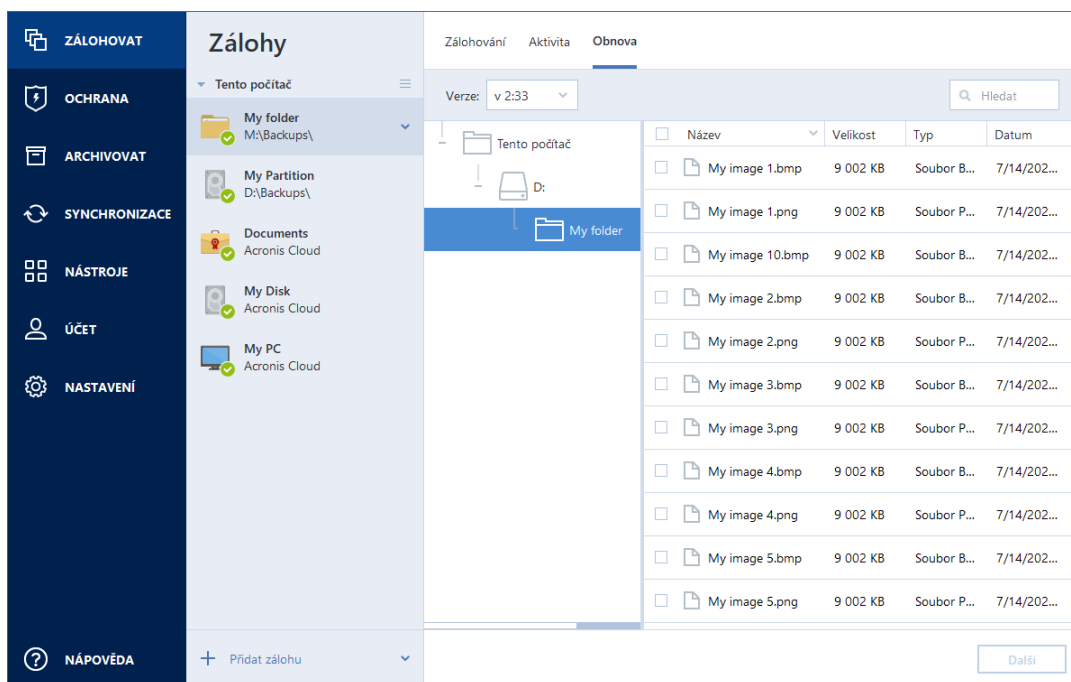 ZÁLOHOVAT
OCHRANA
ARCHIVOVAT
SYNCHRONIZACE
NÁSTROJE
ÚČET
NASTAVENÍ
NÁPOVĚDA
Zálohy
Tento počítač
My folder
M:\Backups\
My Partition
D:\Backups\
Documents
Acronis Cloud
My Disk
Acronis Cloud
My PC
Acronis Cloud
Přidat zálohu
Zálohování Aktivita Obnova
Verze: v 2:33 Hledat
Tento počítač
D:
My folder
Název Velikost Typ Datum
My image 1.bmp 9 002 KB Soubor B... 7/14/202...
My image 1.png 9 002 KB Soubor P... 7/14/202...
My image 10.bmp 9 002 KB Soubor B... 7/14/202...
My image 2.bmp 9 002 KB Soubor B... 7/14/202...
My image 2.png 9 002 KB Soubor P... 7/14/202...
My image 3.bmp 9 002 KB Soubor B... 7/14/202...
My image 3.png 9 002 KB Soubor P... 7/14/202...
My image 4.bmp 9 002 KB Soubor B... 7/14/202...
My image 4.png 9 002 KB Soubor P... 7/14/202...
My image 5.bmp 9 002 KB Soubor B... 7/14/202...
My image 5.png 9 002 KB Soubor P... 7/14/202...
Další